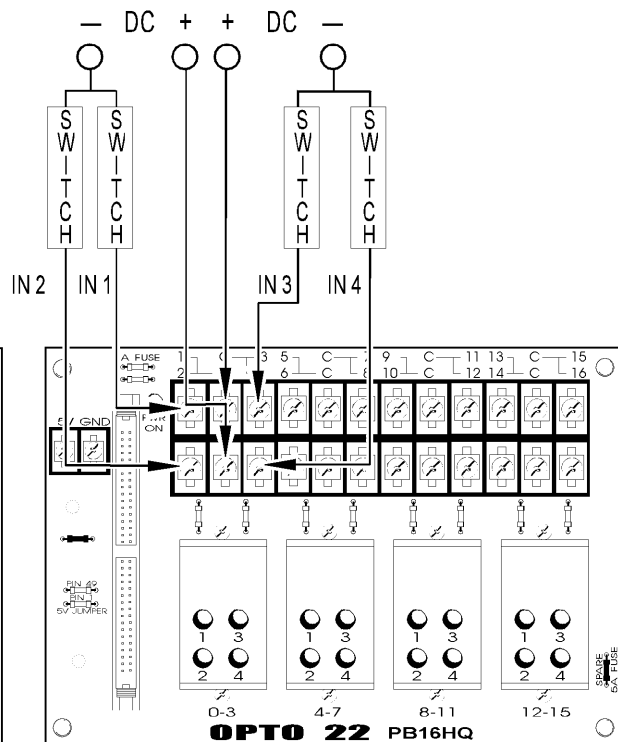 — DC + + DC —
SWITCH SWITCH SWITCH SWITCH
IN 2 IN 1 IN 3 IN 4
A FUSE 1 C 3 5 C 7 9 C 11 13 C 15
2 6 C 8 10 C 12 14 C 16
5V GND
PWR
ON
PIN 49
PIN 1
5V JUMPER
1 3 1 3 1 3 1 3
2 4 2 4 2 4 2 4
SPARE
5A FUSE
0-3 4-7 8-11 12-15
OPTO 22 PB16HQ